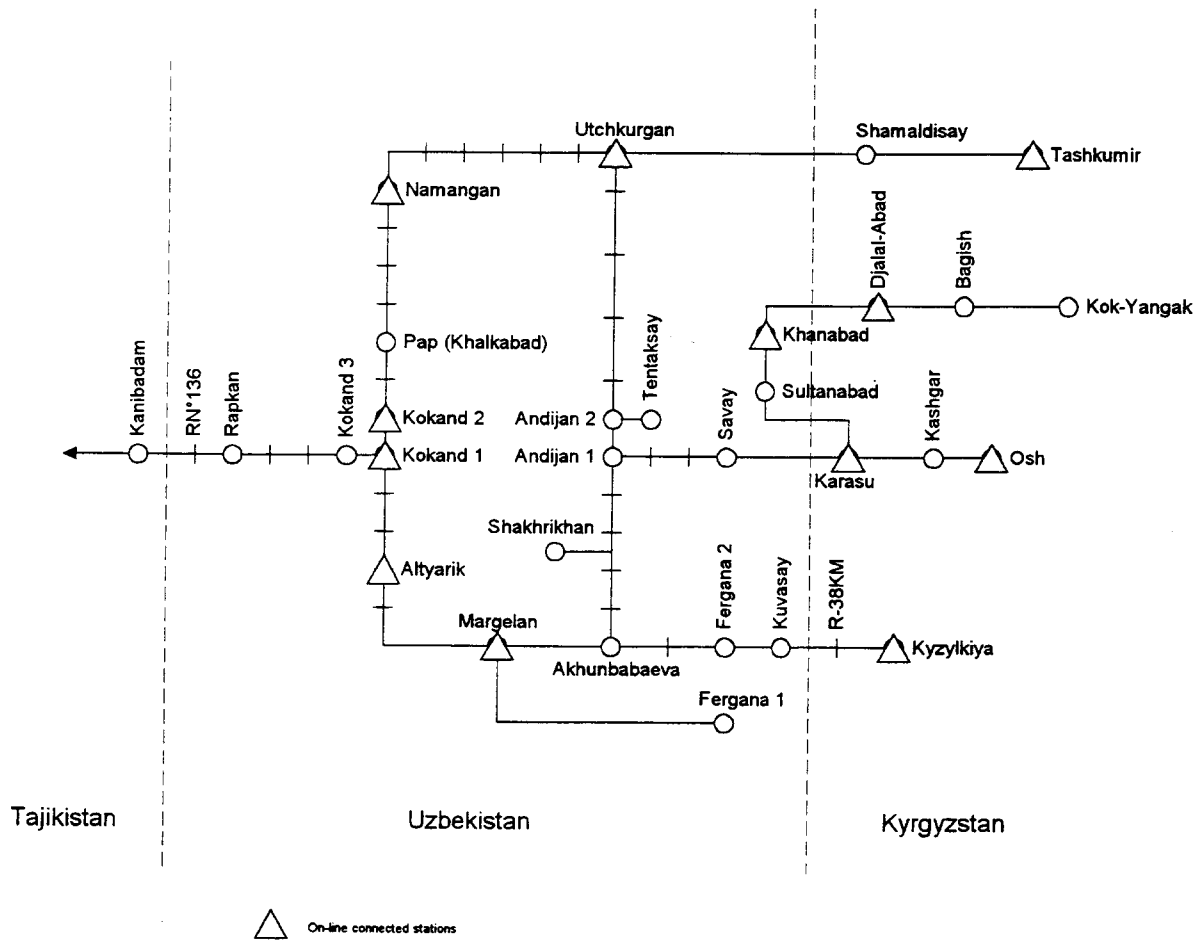 Utchkurgan
Shamaldisay
Tashkumir
Namangan
Djalal-Abad
Bagish
Kok-Yangak
Khanabad
Pap (Khalkabad)
Tentaksay
Sultanabad
Kanibadam
RN°136
Rapkan
Kokand 3
Kokand 2
Andijan 2
Savay
Kashgar
Kokand 1
Andijan 1
Karasu
Osh
Shakhrikhan
Altyarik
Fergana 2
Kuvasay
R-38KM
Margelan
Akhunbabaeva
Kyzylkiya
Fergana 1
Tajikistan
Uzbekistan
Kyrgyzstan
On-line connected stations